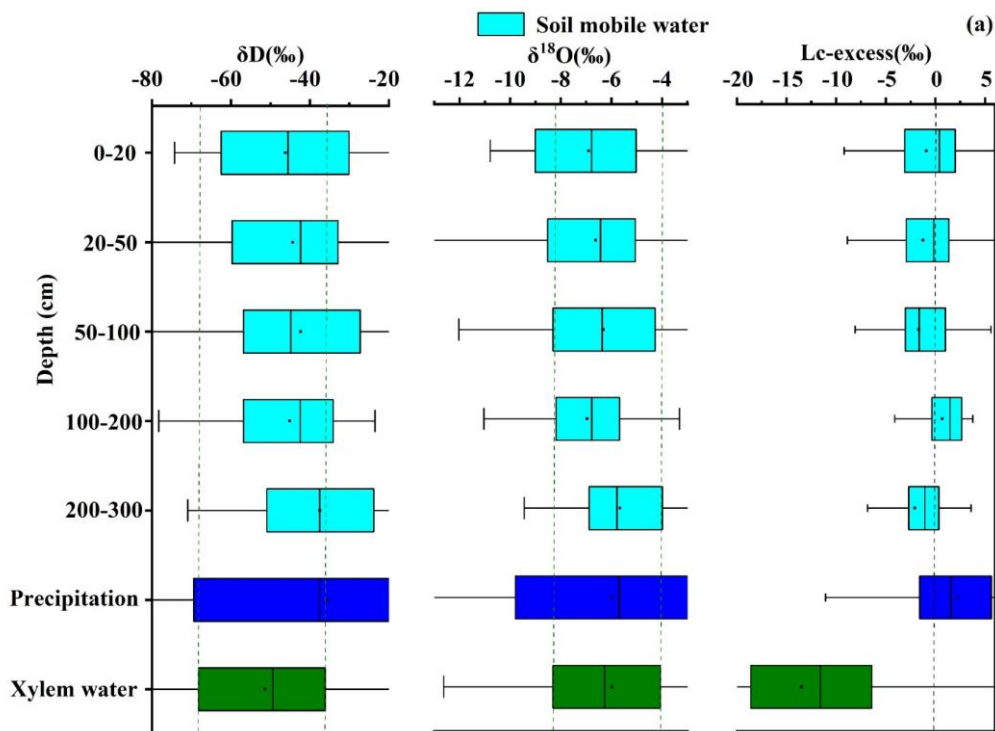 Soil mobile water
(a)
δD(‰)
δ¹⁸O(‰)
Lc-excess(‰)
-80 -60 -40 -20
-12 -10 -8 -6 -4
-20 -15 -10 -5 0 5
Depth (cm)
0-20
20-50
50-100
100-200
200-300
Precipitation
Xylem water